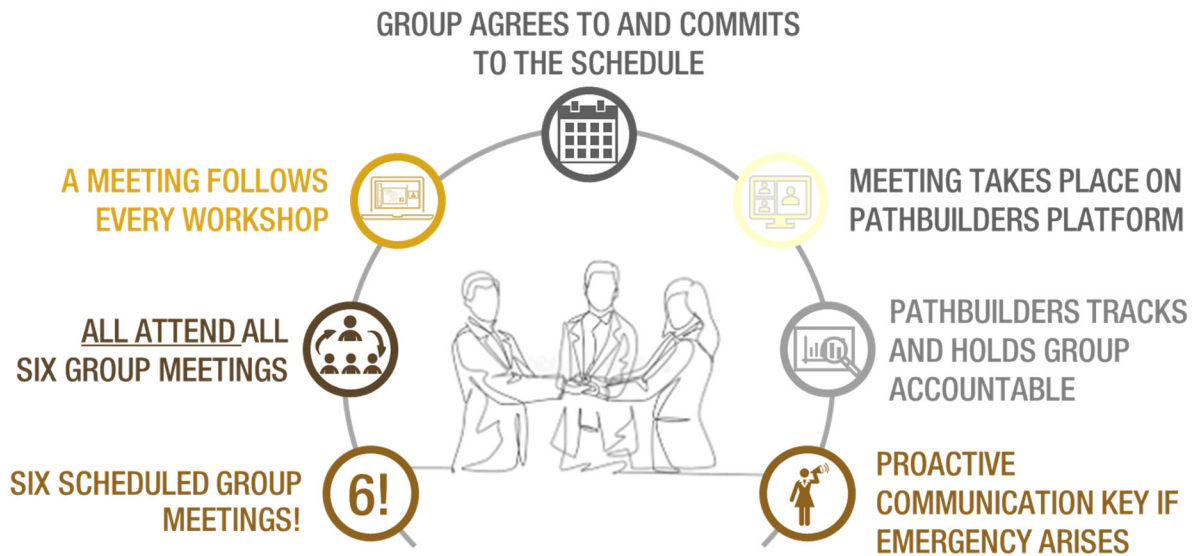 GROUP AGREES TO AND COMMITS
TO THE SCHEDULE
A MEETING FOLLOWS
EVERY WORKSHOP
MEETING TAKES PLACE ON
PATHBUILDERS PLATFORM
ALL ATTEND ALL
SIX GROUP MEETINGS
PATHBUILDERS TRACKS
AND HOLDS GROUP
ACCOUNTABLE
SIX SCHEDULED GROUP
MEETINGS!
6!
PROACTIVE
COMMUNICATION KEY IF
EMERGENCY ARISES